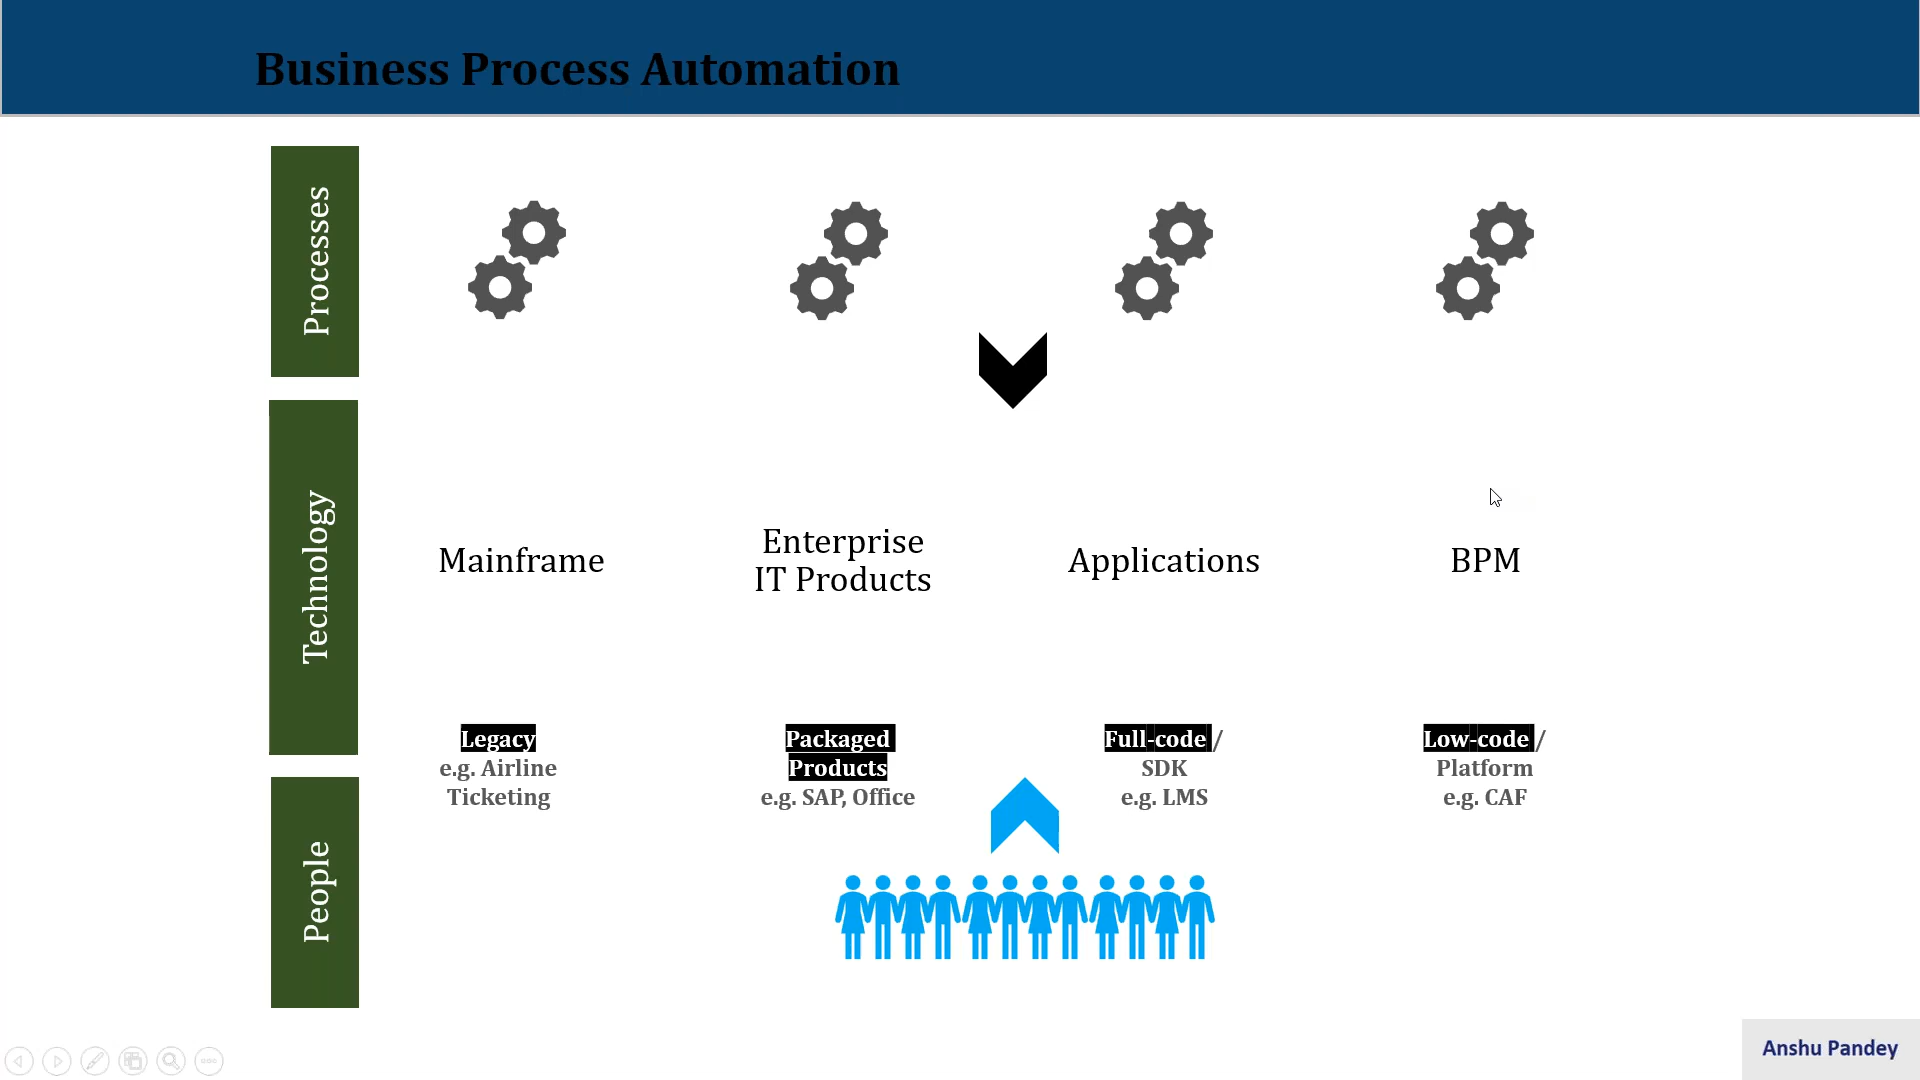 Business Process Automation
Processes
Technology
Mainframe
Enterprise
IT Products
Applications
BPM
Legacy
e.g. Airline
Ticketing
Packaged
Products
e.g. SAP, Office
Full-code /
SDK
e.g. LMS
Low-code /
Platform
e.g. CAF
People
Anshu Pandey